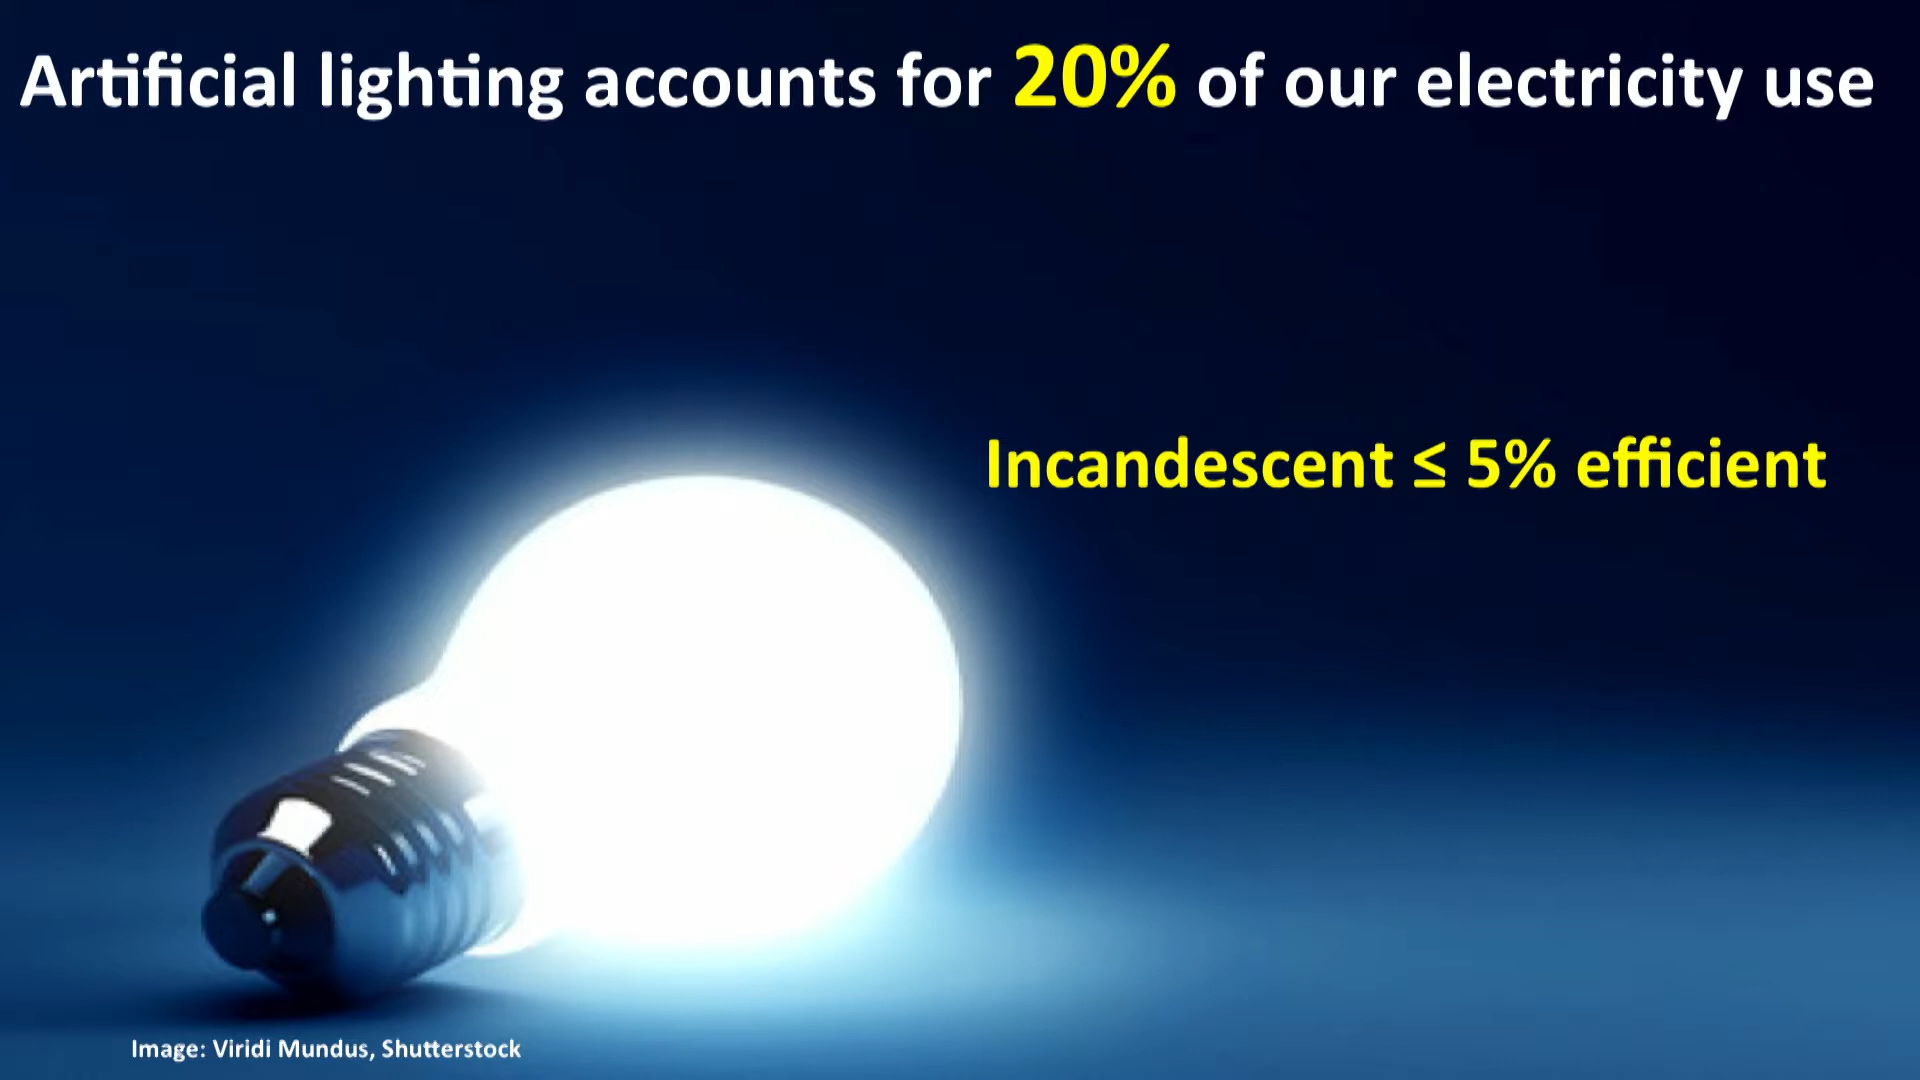 Artificial lighting accounts for 20% of our electricity use
Incandescent ≤ 5% efficient
Image: Viridi Mundus, Shutterstock